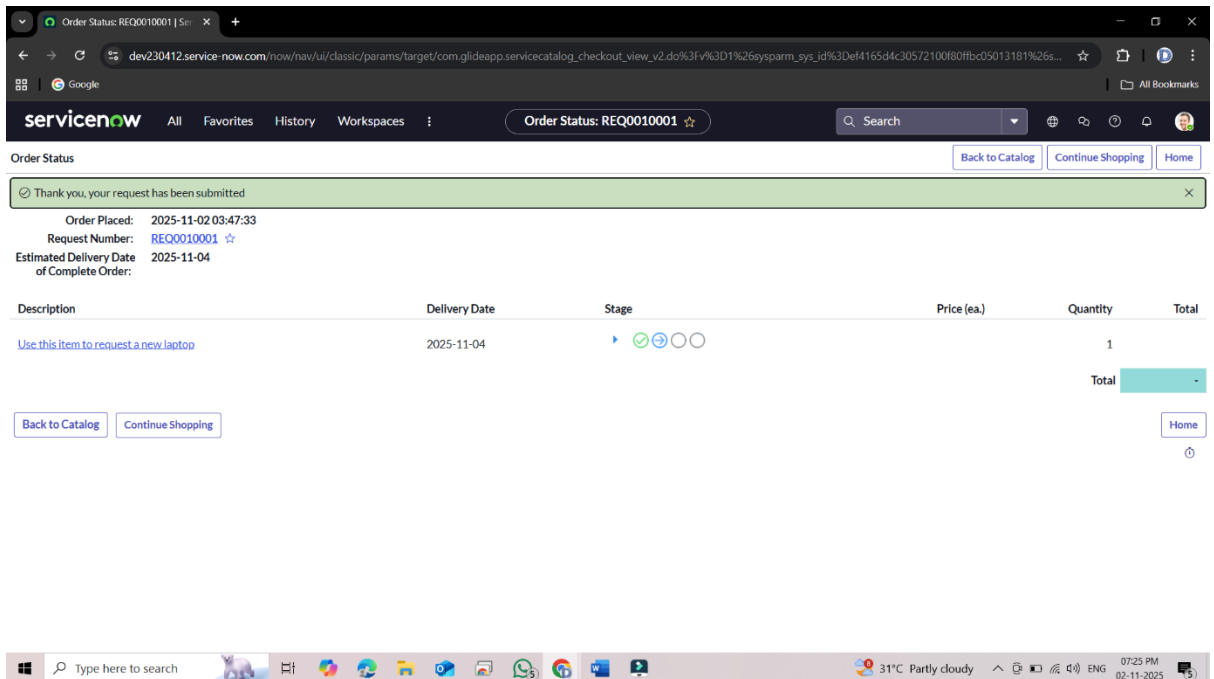 Order Status: REQ0010001 | Ser
dev230412.service-now.com/now/nav/ui/classic/params/target/com.glideapp.servicecatalog_checkout_view_v2.do%3Fv%3D1%26sysparm_sys_id%3Def4165d4c30572100f80ffbc05013181%26s...
Google
All Bookmarks
servicenow All Favorites History Workspaces Order Status: REQ0010001 Search
Order Status Back to Catalog Continue Shopping Home
Thank you, your request has been submitted
Order Placed: 2025-11-02 03:47:33
Request Number: REQ0010001
Estimated Delivery Date 2025-11-04
of Complete Order:
Description Delivery Date Stage Price (ea.) Quantity Total
Use this item to request a new laptop 2025-11-04 1
Total -
Back to Catalog Continue Shopping Home
Type here to search 31°C Partly cloudy ENG 07:25 PM
02-11-2025